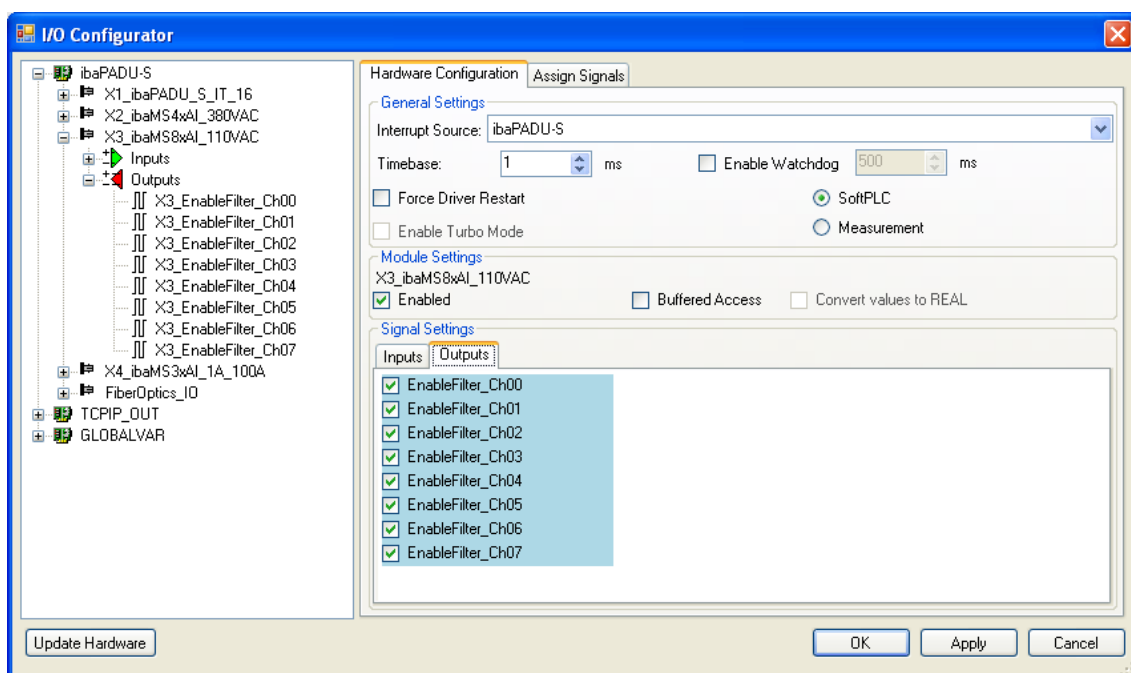 I/O Configurator
ibaPADU-S
X1_ibaPADU_S_IT_16
X2_ibaMS4xAI_380VAC
X3_ibaMS8xAI_110VAC
Inputs
Outputs
X3_EnableFilter_Ch00
X3_EnableFilter_Ch01
X3_EnableFilter_Ch02
X3_EnableFilter_Ch03
X3_EnableFilter_Ch04
X3_EnableFilter_Ch05
X3_EnableFilter_Ch06
X3_EnableFilter_Ch07
X4_ibaMS3xAI_1A_100A
FiberOptics_IO
TCPIP_OUT
GLOBALVAR
Hardware Configuration Assign Signals
General Settings
Interrupt Source: ibaPADU-S
Timebase: 1 ms Enable Watchdog 500 ms
Force Driver Restart SoftPLC
Enable Turbo Mode Measurement
Module Settings
X3_ibaMS8xAI_110VAC
Enabled Buffered Access Convert values to REAL
Signal Settings
Inputs Outputs
EnableFilter_Ch00
EnableFilter_Ch01
EnableFilter_Ch02
EnableFilter_Ch03
EnableFilter_Ch04
EnableFilter_Ch05
EnableFilter_Ch06
EnableFilter_Ch07
Update Hardware OK Apply Cancel